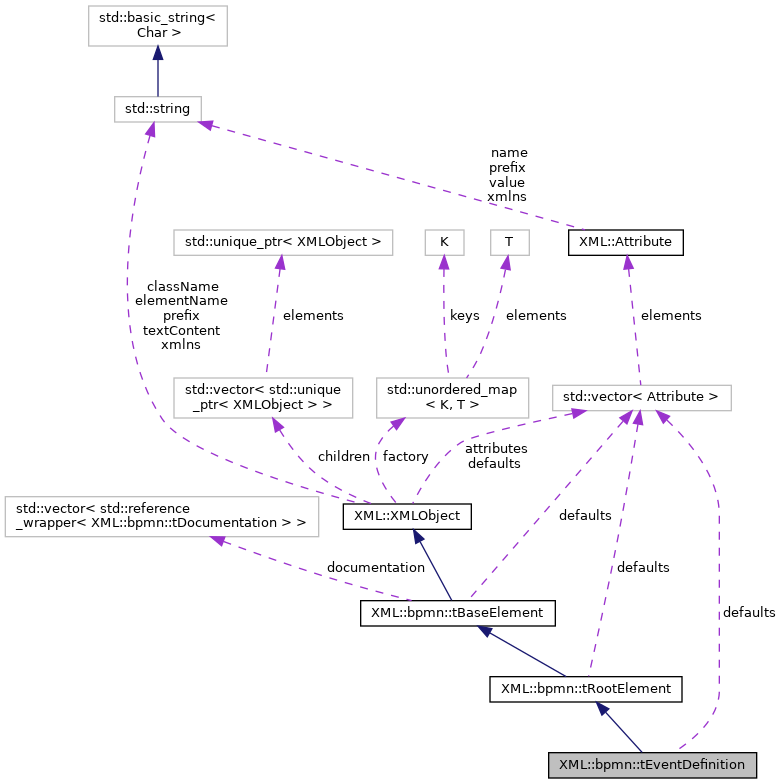 std::basic_string<
Char >
std::string
name
prefix
value
xmlns
std::unique_ptr< XMLObject >
K
T
XML::Attribute
className
elementName
prefix
textContent
xmlns
elements
keys
elements
elements
std::vector< std::unique
_ptr< XMLObject > >
std::unordered_map
< K, T >
std::vector< Attribute >
children
factory
attributes
defaults
std::vector< std::reference
_wrapper< XML::bpmn::tDocumentation > >
XML::XMLObject
defaults
documentation
defaults
defaults
XML::bpmn::tBaseElement
XML::bpmn::tRootElement
XML::bpmn::tEventDefinition